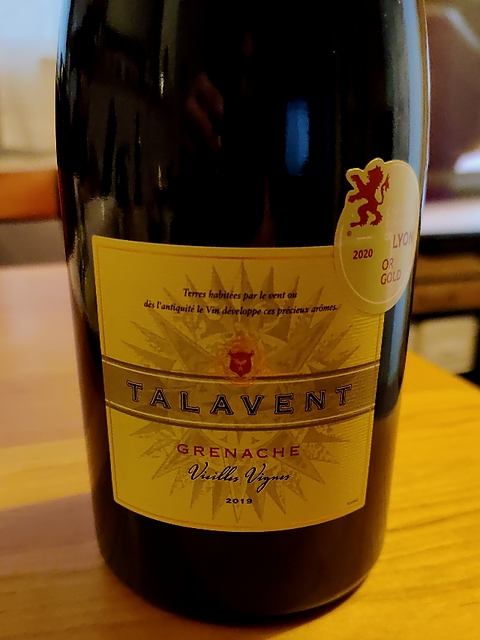 LYON
2020
OR
GOLD
Terres habitées par le vent ou
dès l'antiquité le Vin développe ces précieux arômes.
TALAVENT
GRENACHE
Vieilles Vignes
2019